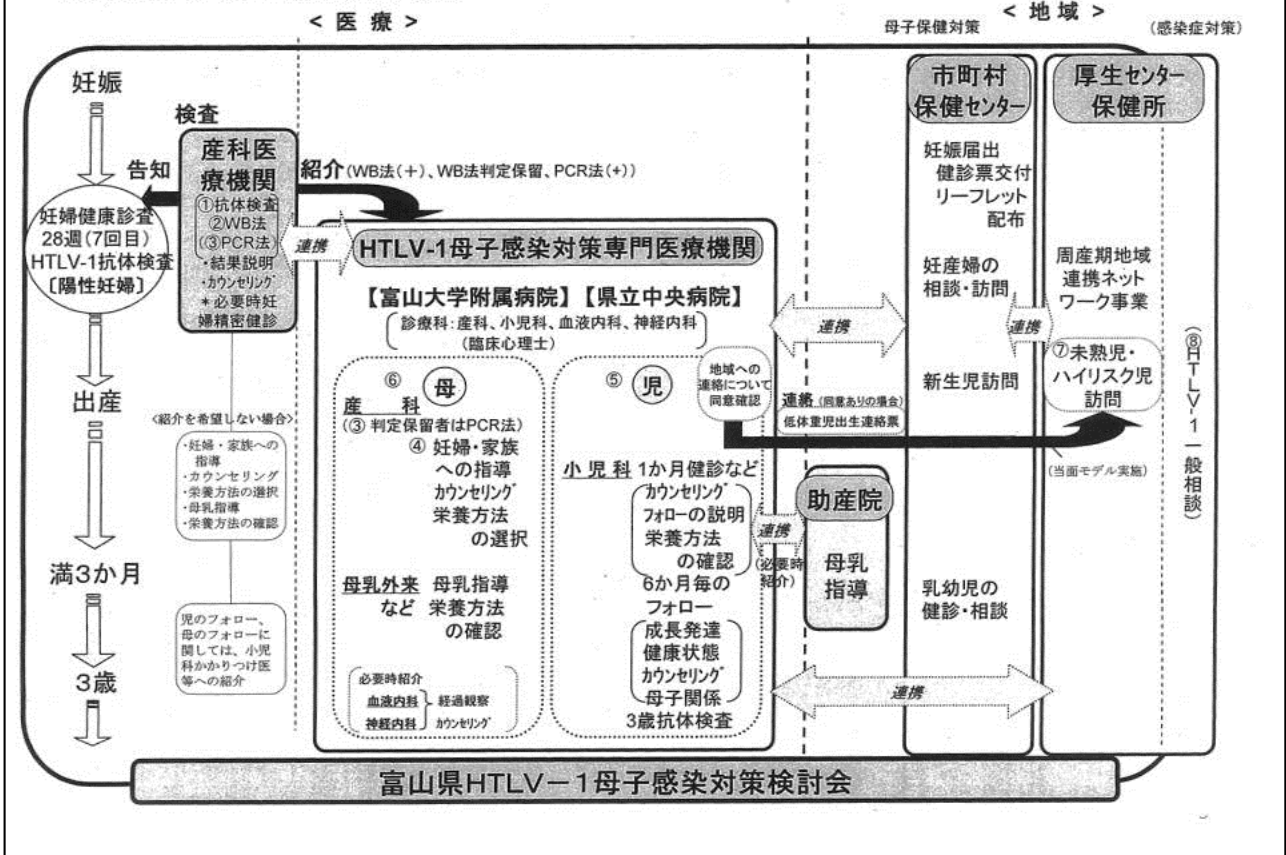 ＜医療＞
＜地域＞
母子保健対策
（感染症対策）
妊娠
検査
産科医
療機関
①抗体検査
②WB法
（③PCR法）
・結果説明
・カウンセリング
＊必要時妊
婦精密健診
告知
紹介（WB法（＋）、WB法判定保留、PCR法（+））
妊婦健康診査
28週（7回目）
HTLV-1抗体検査
〔陽性妊婦〕
連携
HTLV-1母子感染対策専門医療機関
【富山大学附属病院】【県立中央病院】
診療科：産科、小児科、血液内科、神経内科
（臨床心理士）
出産
＜紹介を希望しない場合＞
・妊婦・家族への
指導
・カウンセリング
・栄養方法の選択
・母乳指導
・栄養方法の確認
満3か月
児のフォロー、
母のフォローに
関しては、小児
科かかりつけ医
等への紹介
3歳
⑥ 母
産　科
（③ 判定保留者はPCR法）
④ 妊婦・家族
への指導
カウンセリング
栄養方法
の選択
母乳外来 母乳指導
など 栄養方法
の確認
必要時紹介
血液内科 経過観察
神経内科 カウンセリング
⑤ 児
地域への
連絡について
同意確認
小児科 1か月健診など
カウンセリング
フォローの説明
栄養方法
の確認
6か月毎の
フォロー
成長発達
健康状態
カウンセリング
母子関係
3歳抗体検査
連携
連絡（同意ありの場合）
低体重児出生連絡票
連携
（必要時
紹介）
助産院
母乳
指導
連携
市町村
保健センター
妊娠届出
健診票交付
リーフレット
配布
妊産婦の
相談・訪問
新生児訪問
乳幼児の
健診・相談
連携
厚生センター
保健所
周産期地域
連携ネット
ワーク事業
⑦未熟児・
ハイリスク児
訪問
（当面モデル実施）
（⑧HTLV-1一般相談）
富山県HTLV－1母子感染対策検討会